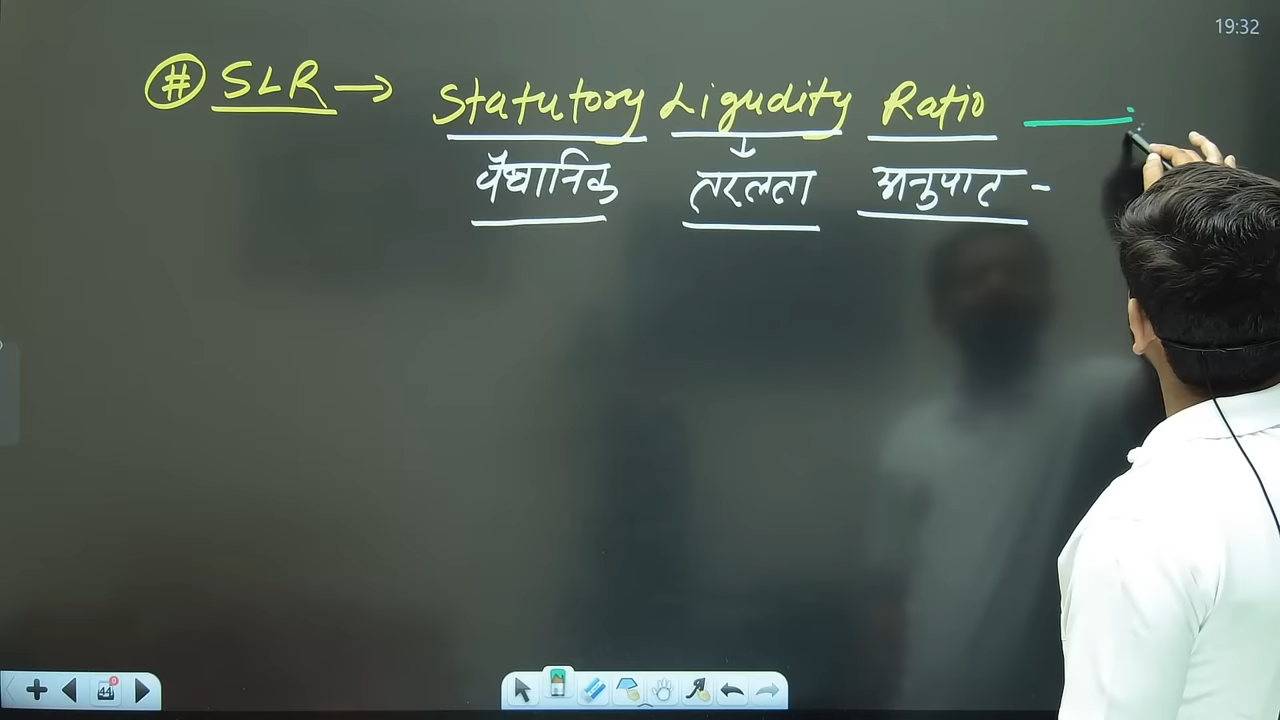 19:32
# SLR → Statutory Liqudity Ratio
वैधानिक तरलता अनुपात -
44